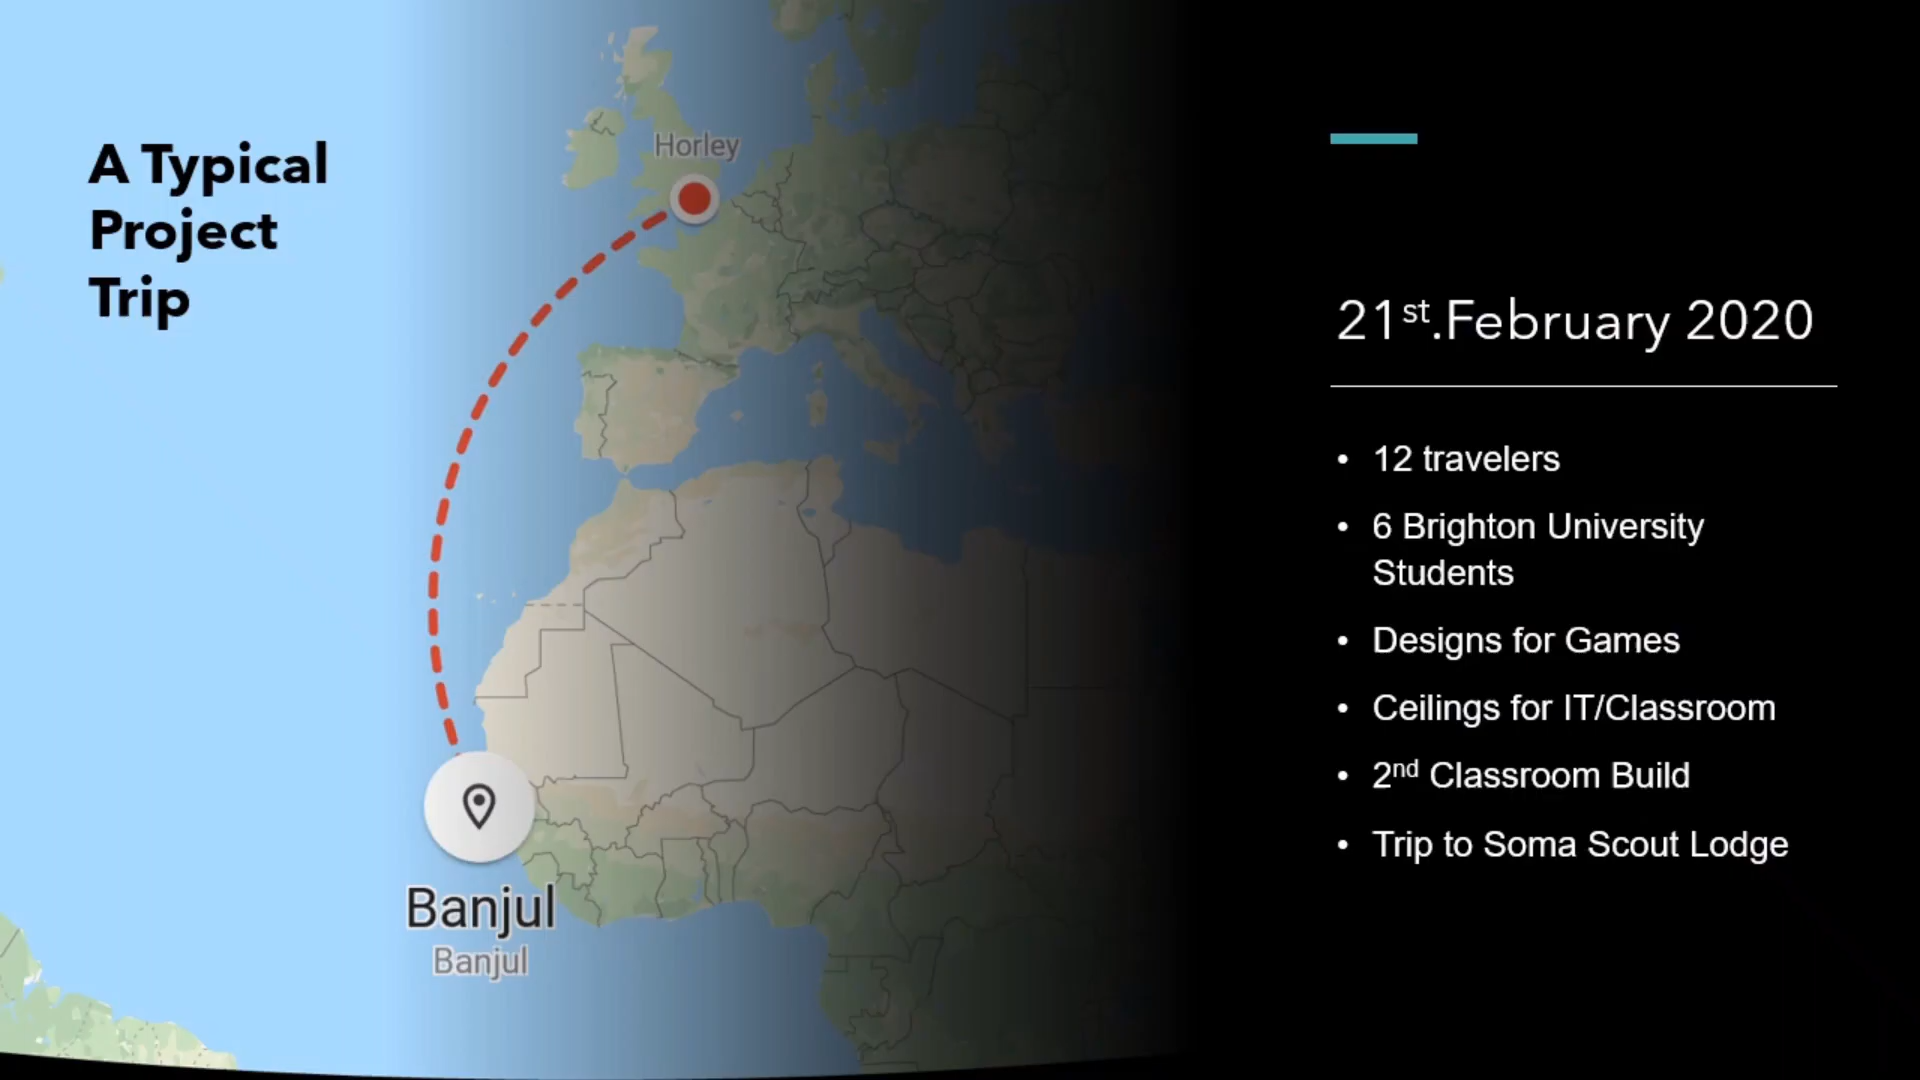 A Typical
Project
Trip
Horley
Banjul
Banjul
21st.February 2020
• 12 travelers
• 6 Brighton University
Students
• Designs for Games
• Ceilings for IT/Classroom
• 2nd Classroom Build
• Trip to Soma Scout Lodge